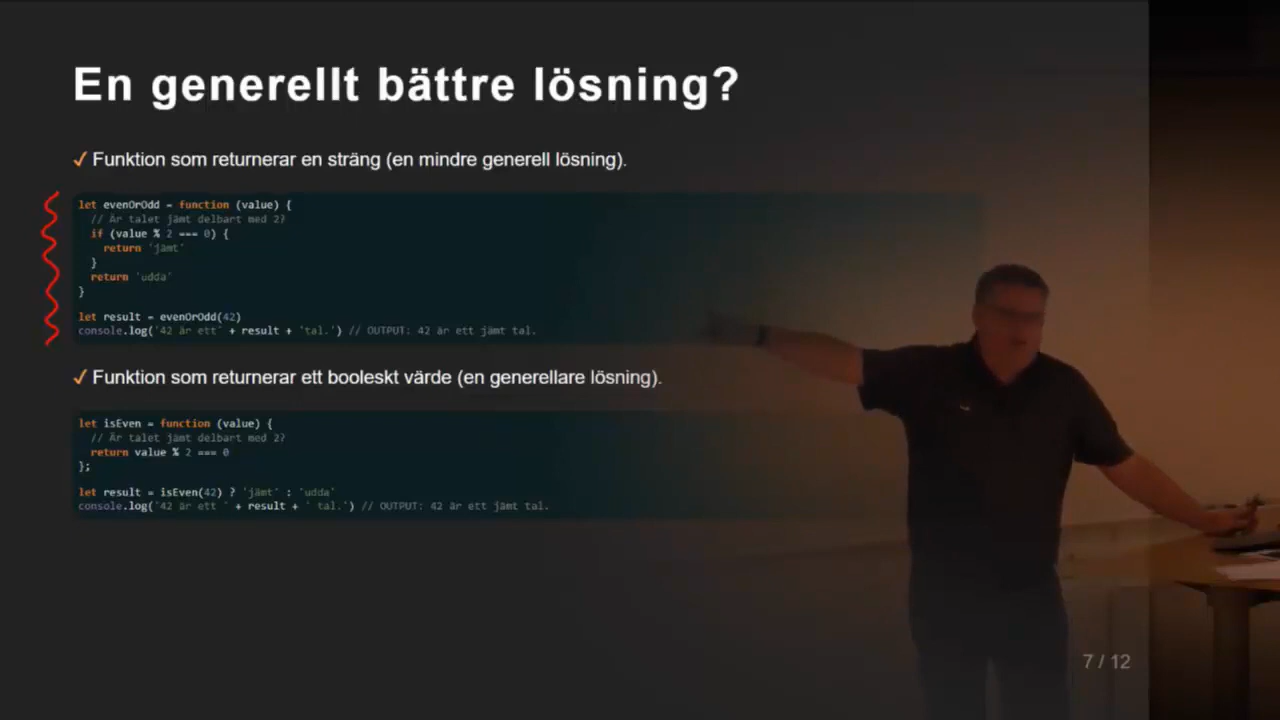 En generellt bättre lösning?
✓ Funktion som returnerar en sträng (en mindre generell lösning).
let evenOrOdd = function (value) {
// Är talet jämt delbart med 2?
if (value % 2 === 0) {
return 'jämt'
}
return 'udda'
}
let result = evenOrOdd(42)
console.log('42 är ett' + result + 'tal.') // OUTPUT: 42 är ett jämt tal.
✓ Funktion som returnerar ett booleskt värde (en generellare lösning).
let isEven = function (value) {
// Är talet jämt delbart med 2?
return value % 2 === 0
};
let result = isEven(42) ? 'jämt' : 'udda'
console.log('42 är ett ' + result + ' tal.') // OUTPUT: 42 är ett jämt tal.
7 / 12